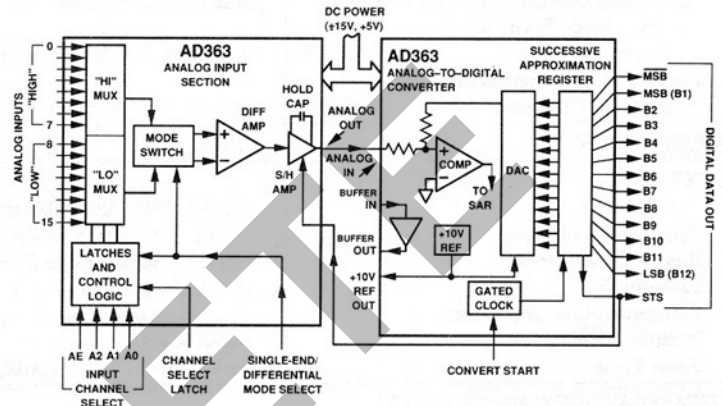 DC POWER
(±15V, +5V)
AD363
ANALOG INPUT
SECTION
AD363
ANALOG-TO-DIGITAL
CONVERTER
SUCCESSIVE
APPROXIMATION
REGISTER
ANALOG INPUTS
"HIGH"
"LOW"
0
7
8
15
"HI"
MUX
"LO"
MUX
MODE
SWITCH
DIFF
AMP
HOLD
CAP
S/H
AMP
ANALOG
OUT
ANALOG
IN
COMP
TO
SAR
DAC
BUFFER
IN
BUFFER
OUT
+10V
REF
+10V
REF
OUT
GATED
CLOCK
LATCHES
AND
CONTROL
LOGIC
MSB
MSB (B1)
B2
B3
B4
B5
B6
B7
B8
B9
B10
B11
LSB (B12)
STS
DIGITAL DATA OUT
AE A2 A1 A0
INPUT
CHANNEL
SELECT
CHANNEL
SELECT
LATCH
SINGLE-END/
DIFFERENTIAL
MODE SELECT
CONVERT START